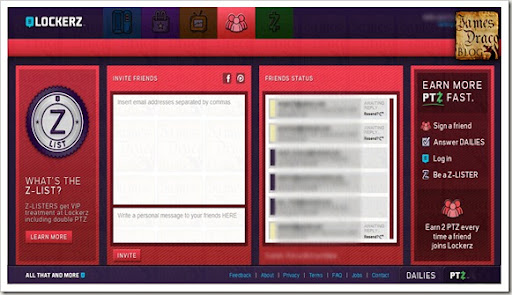 LOCKERZ
James
Draco
BLOG
INVITE FRIENDS
Insert email addresses separated by commas
Write a personal message to your friends HERE
INVITE
FRIENDS STATUS
AWAITING
REPLY...
Resend?
AWAITING
REPLY...
Resend?
AWAITING
REPLY...
Resend?
Z
LIST
WHAT'S THE
Z-LIST?
Z-LISTERS get VIP
treatment at Lockerz
including double PTZ
LEARN MORE
EARN MORE
PTZ FAST.
Sign a friend
Answer DAILIES
Log in
Be a Z-LISTER
Earn 2 PTZ every
time a friend
joins Lockerz
ALL THAT AND MORE
Feedback | About | Privacy | Terms | FAQ | Jobs | Contact
DAILIES PTZ